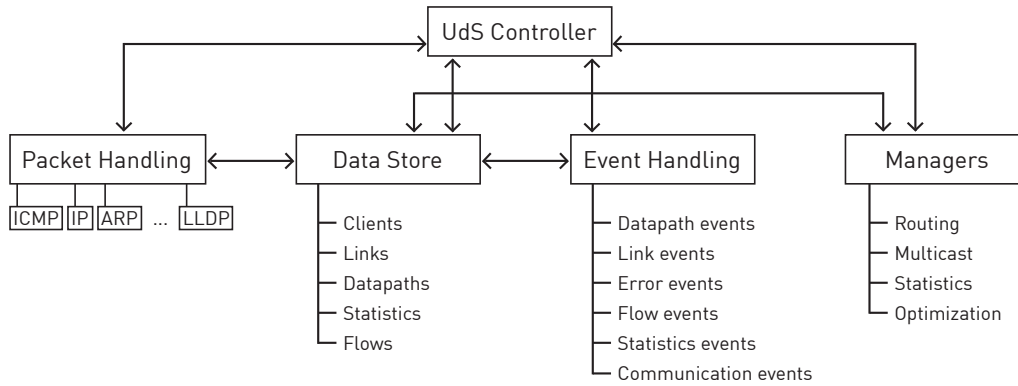 UdS Controller
Packet Handling
Data Store
Event Handling
Managers
ICMP
IP
ARP
...
LLDP
Clients
Links
Datapaths
Statistics
Flows
Datapath events
Link events
Error events
Flow events
Statistics events
Communication events
Routing
Multicast
Statistics
Optimization